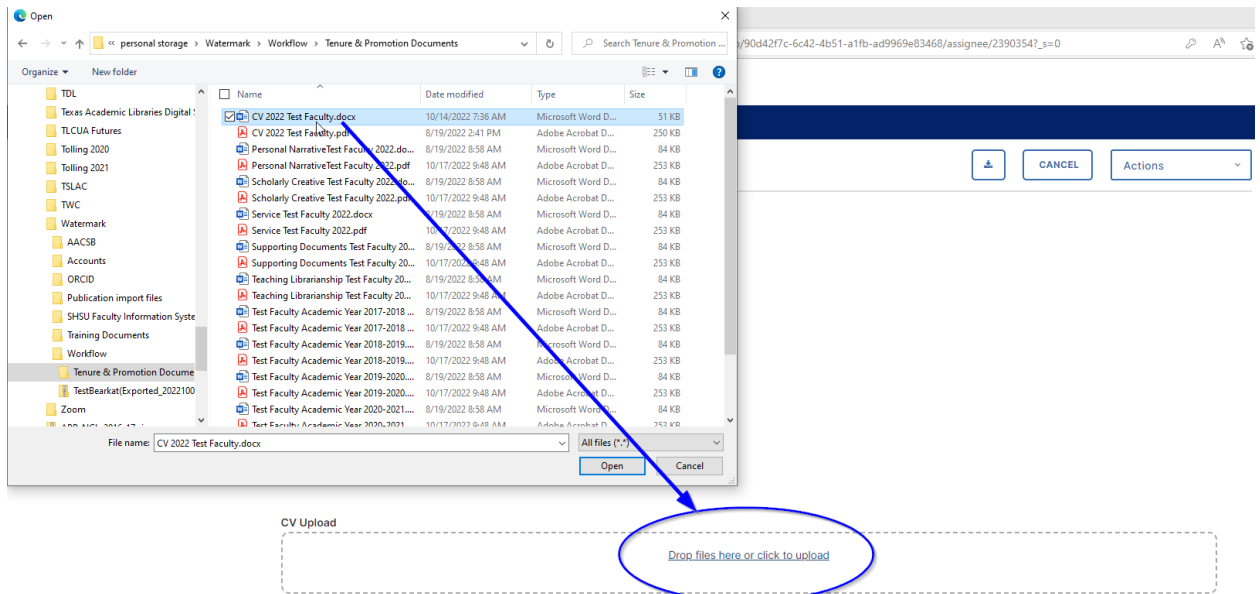 Open
« personal storage > Watermark > Workflow > Tenure & Promotion Documents
Search Tenure & Promotion ...
/90d42f7c-6c42-4b51-a1fb-ad9969e83468/assignee/2390354?_s=0
Organize
New folder
Name Date modified Type Size
TDL
Texas Academic Libraries Digital
TLCUA Futures
Tolling 2020
Tolling 2021
TSLAC
TWC
Watermark
AACSB
Accounts
ORCID
Publication import files
SHSU Faculty Information Syste
Training Documents
Workflow
Tenure & Promotion Docume
TestBearkat(Exported_2022100
Zoom
CV 2022 Test Faculty.docx 10/14/2022 7:36 AM Microsoft Word D... 51 KB
CV 2022 Test Faculty.pdf 8/19/2022 2:41 PM Adobe Acrobat D... 250 KB
Personal NarrativeTest Faculty 2022.do... 8/19/2022 8:58 AM Microsoft Word D... 84 KB
Personal NarrativeTest Faculty 2022.pdf 10/17/2022 9:48 AM Adobe Acrobat D... 253 KB
Scholarly Creative Test Faculty 2022.do... 8/19/2022 8:58 AM Microsoft Word D... 84 KB
Scholarly Creative Test Faculty 2022.pdf 10/17/2022 9:48 AM Adobe Acrobat D... 253 KB
Service Test Faculty 2022.docx 8/19/2022 8:58 AM Microsoft Word D... 84 KB
Service Test Faculty 2022.pdf 10/17/2022 9:48 AM Adobe Acrobat D... 253 KB
Supporting Documents Test Faculty 20... 8/19/2022 8:58 AM Microsoft Word D... 84 KB
Supporting Documents Test Faculty 20... 10/17/2022 9:48 AM Adobe Acrobat D... 253 KB
Teaching Librarianship Test Faculty 20... 8/19/2022 8:58 AM Microsoft Word D... 84 KB
Teaching Librarianship Test Faculty 20... 10/17/2022 9:48 AM Adobe Acrobat D... 253 KB
Test Faculty Academic Year 2017-2018 ... 8/19/2022 8:58 AM Microsoft Word D... 84 KB
Test Faculty Academic Year 2017-2018 ... 10/17/2022 9:48 AM Adobe Acrobat D... 253 KB
Test Faculty Academic Year 2018-2019.... 8/19/2022 8:58 AM Microsoft Word D... 84 KB
Test Faculty Academic Year 2018-2019.... 10/17/2022 9:48 AM Adobe Acrobat D... 253 KB
Test Faculty Academic Year 2019-2020.... 8/19/2022 8:58 AM Microsoft Word D... 84 KB
Test Faculty Academic Year 2019-2020.... 10/17/2022 9:48 AM Adobe Acrobat D... 253 KB
Test Faculty Academic Year 2020-2021.... 8/19/2022 8:58 AM Microsoft Word D... 84 KB
Test Faculty Academic Year 2020-2021 10/17/2022 9:48 AM Adobe Acrobat D 253 KB
File name: CV 2022 Test Faculty.docx
All files (*.*)
Open
Cancel
CANCEL
Actions
CV Upload
Drop files here or click to upload